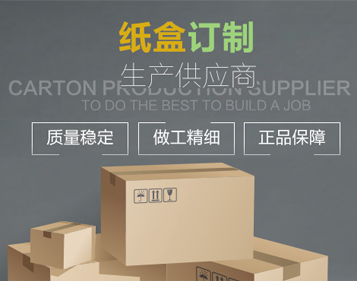 纸盒订制
生产供应商
CARTON PRODUCTION SUPPLIER
TO DO THE BEST TO BUILD A JOB
质量稳定 做工精细 正品保障